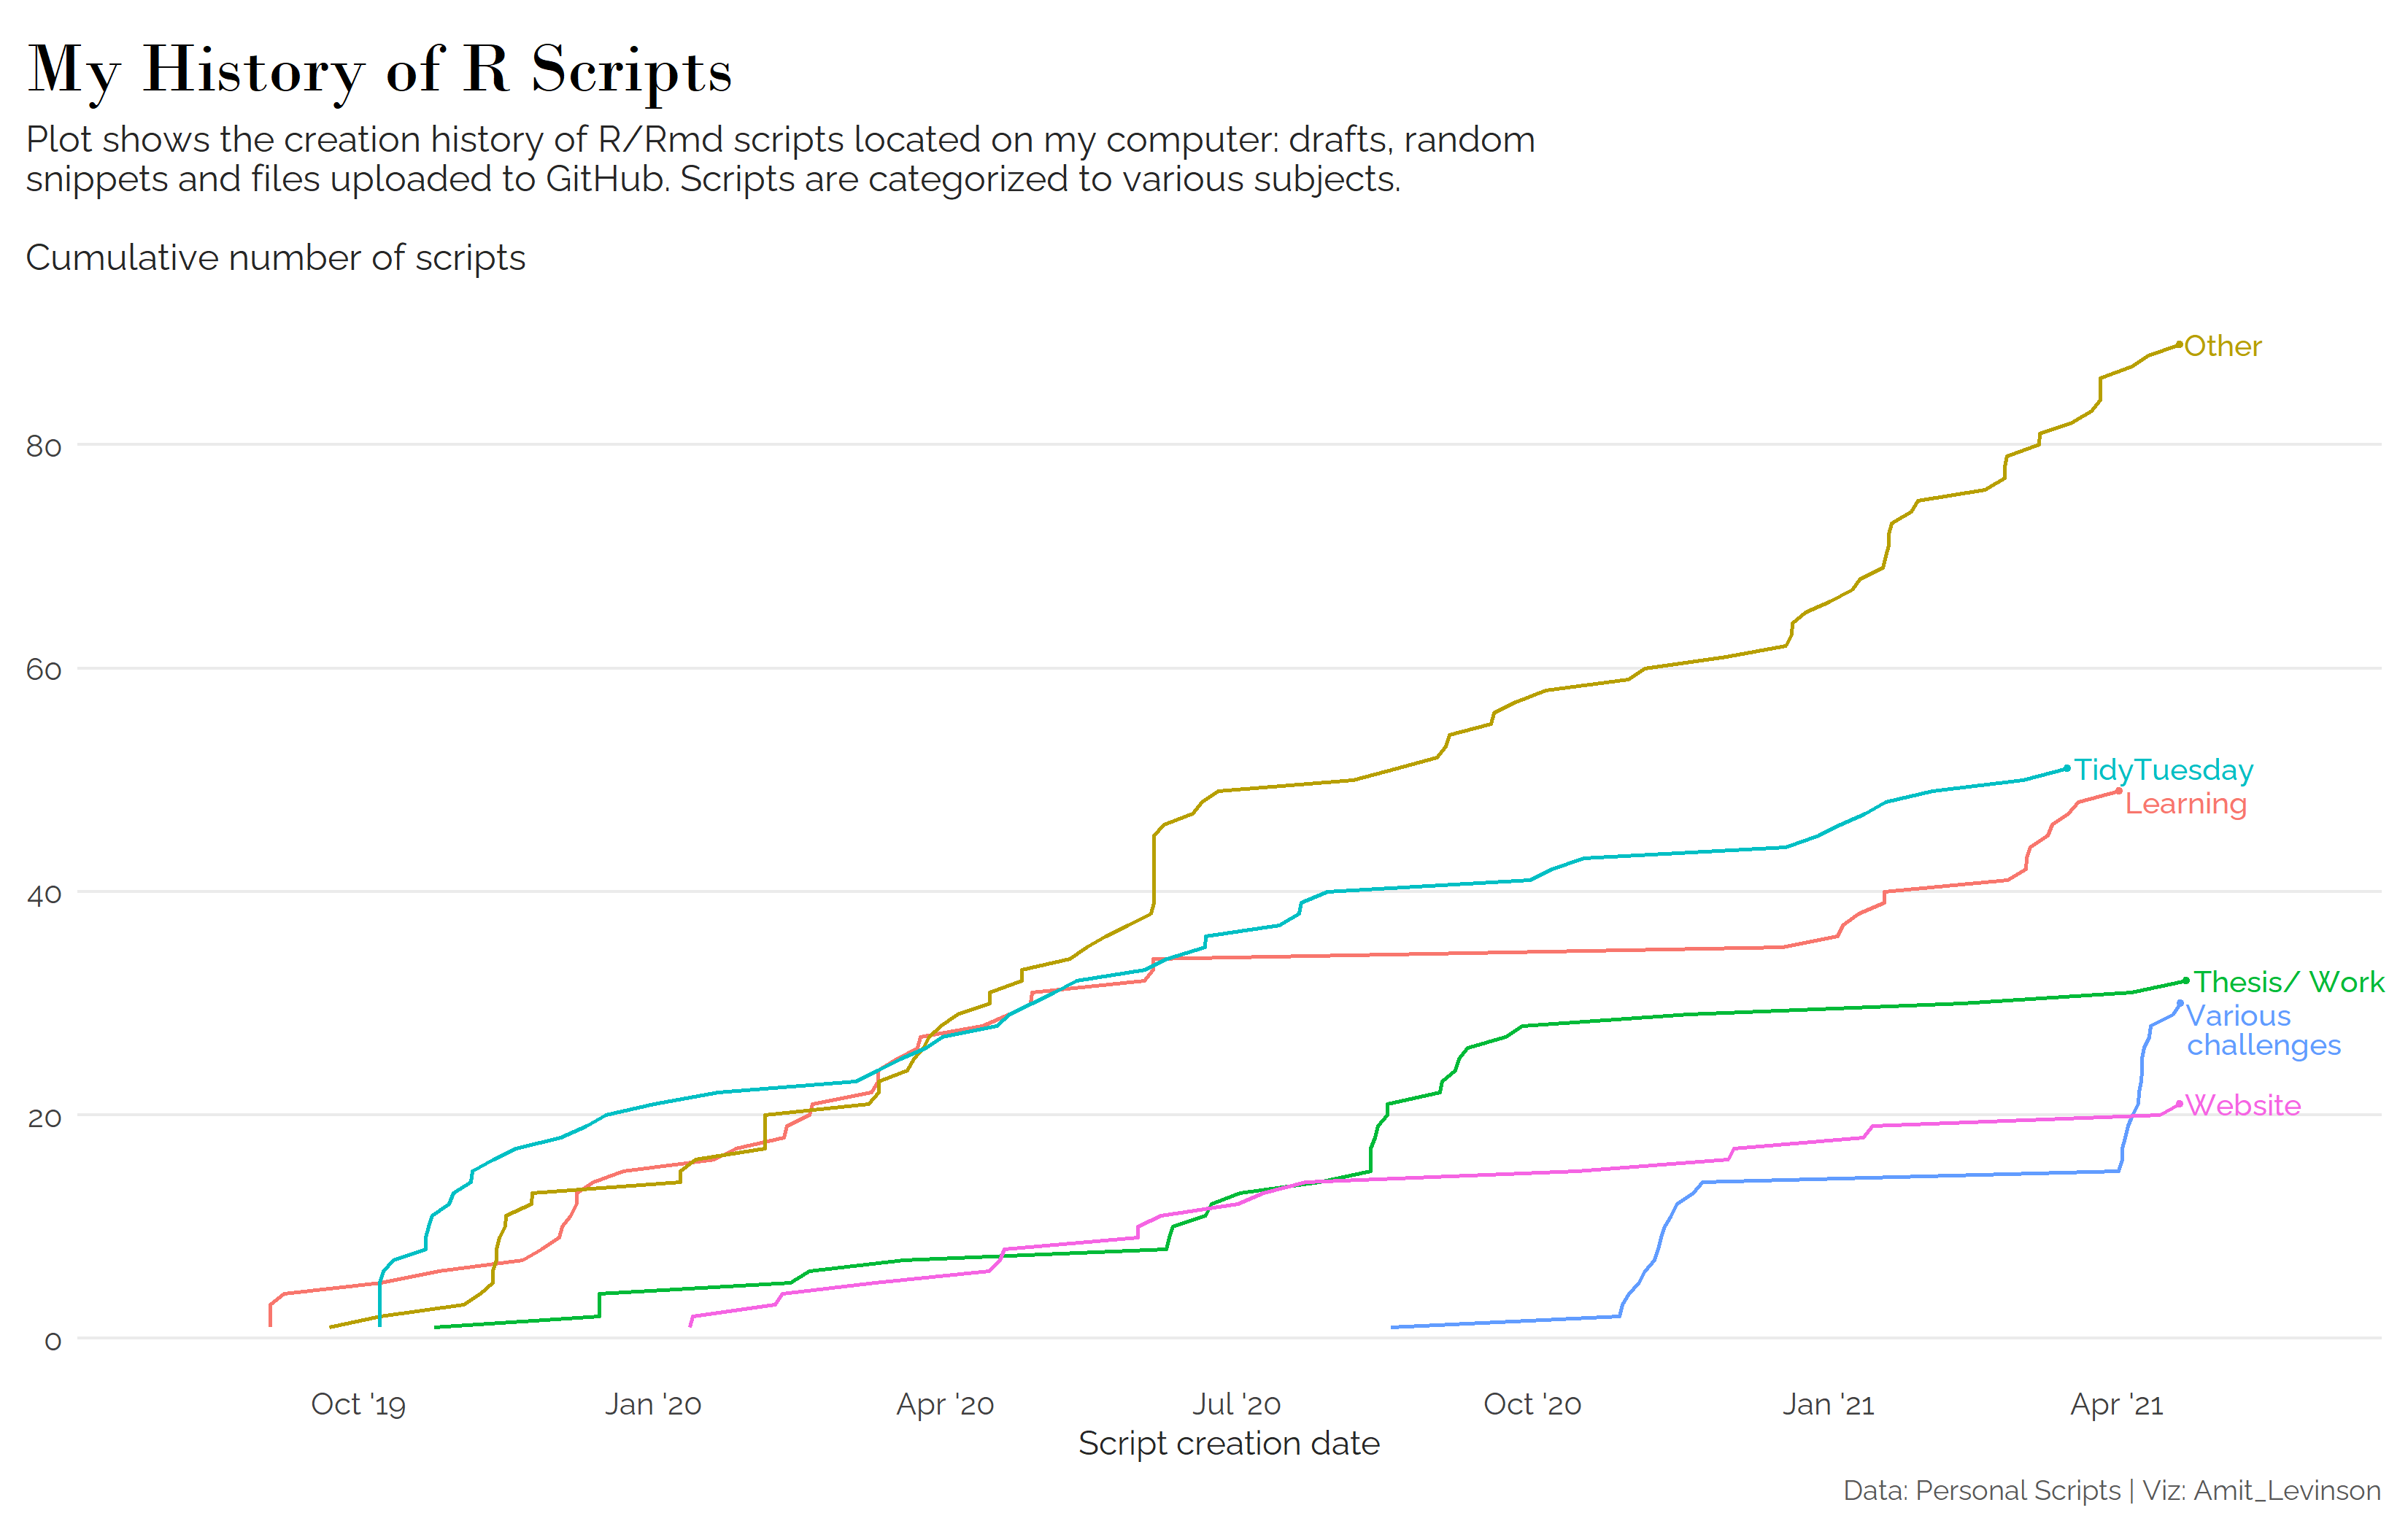 My History of R Scripts
Plot shows the creation history of R/Rmd scripts located on my computer: drafts, random
snippets and files uploaded to GitHub. Scripts are categorized to various subjects.
Cumulative number of scripts
Other
80
60
TidyTuesday
Learning
40
Thesis/ Work
Various
challenges
Website
20
0
Oct '19
Jan '20
Apr '20
Jul '20
Oct '20
Jan '21
Apr '21
Script creation date
Data: Personal Scripts | Viz: Amit_Levinson